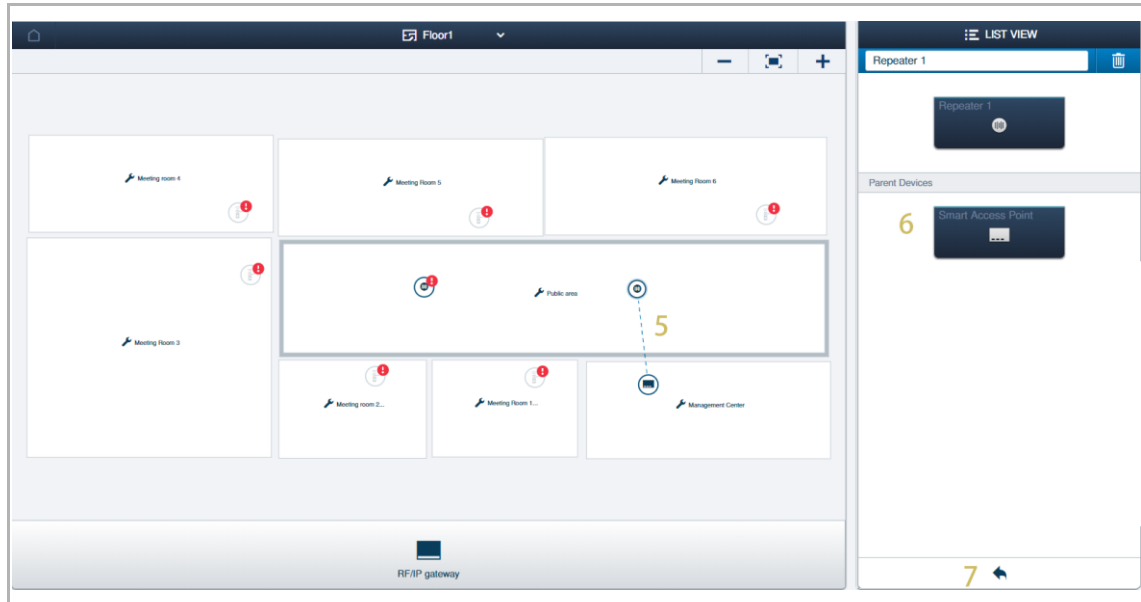 Floor1
LIST VIEW
Repeater 1
Repeater 1
Meeting room 4
Meeting Room 5
Meeting Room 6
Parent Devices
6
Smart Access Point
Public area
5
Meeting Room 3
Meeting room 2...
Meeting Room 1...
Management Center
RF/IP gateway
7